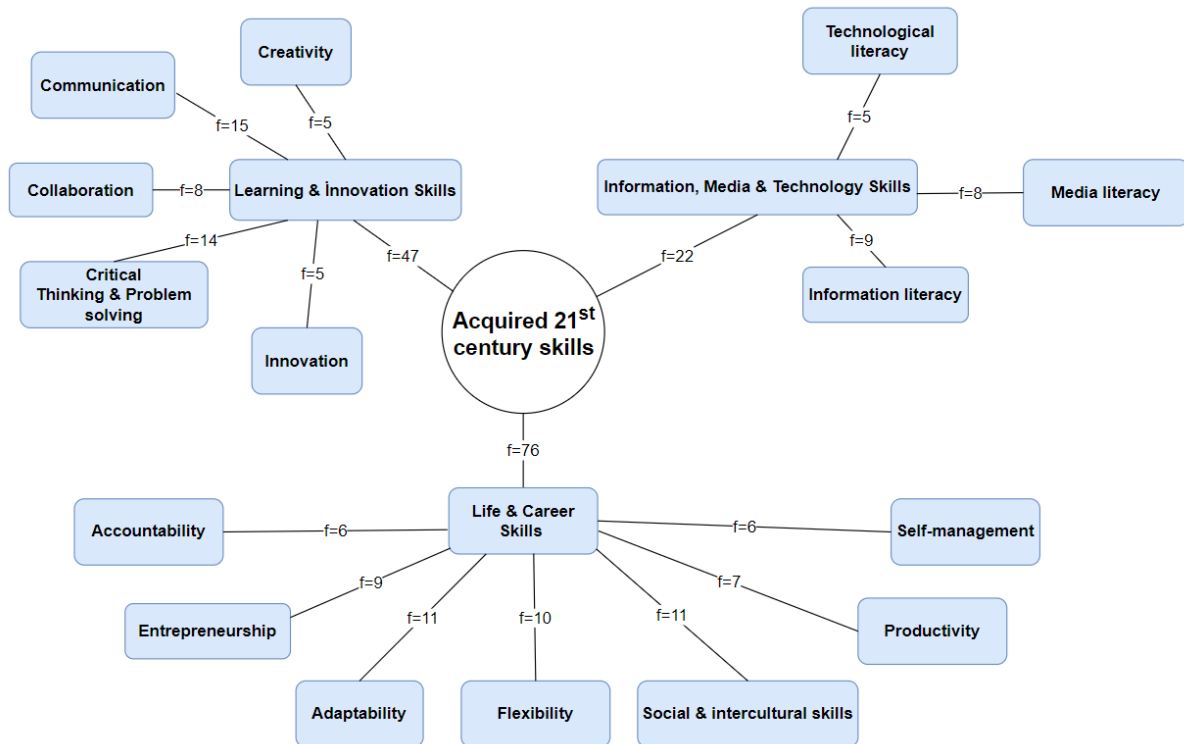 Creativity
Communication
f=15
f=5
Collaboration
f=8
Learning & İnnovation Skills
f=14
f=5
f=47
Critical
Thinking & Problem
solving
Innovation
Technological
literacy
f=5
Information, Media & Technology Skills
f=8
Media literacy
f=22
f=9
Information literacy
Acquired 21st
century skills
f=76
Life & Career
Skills
Accountability
f=6
f=6
Self-management
f=9
Entrepreneurship
f=11
f=10
f=11
f=7
Productivity
Adaptability
Flexibility
Social & intercultural skills